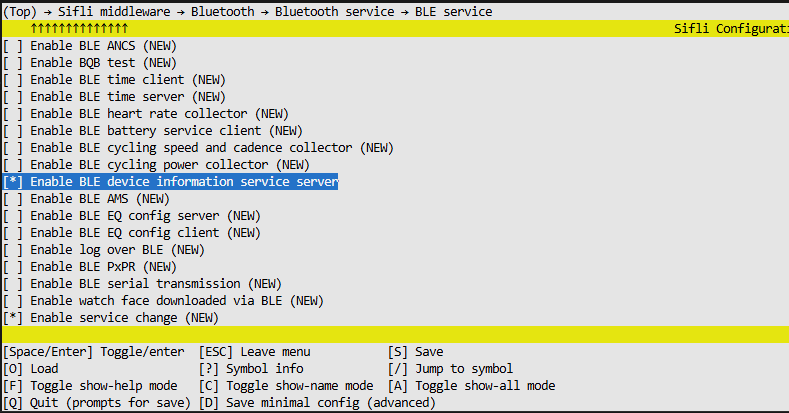 (Top) → Sifli middleware → Bluetooth → Bluetooth service → BLE service
↑↑↑↑↑↑↑↑↑↑↑↑↑↑ Sifli Configurati
[ ] Enable BLE ANCS (NEW)
[ ] Enable BQB test (NEW)
[ ] Enable BLE time client (NEW)
[ ] Enable BLE time server (NEW)
[ ] Enable BLE heart rate collector (NEW)
[ ] Enable BLE battery service client (NEW)
[ ] Enable BLE cycling speed and cadence collector (NEW)
[ ] Enable BLE cycling power collector (NEW)
[*] Enable BLE device information service server
[ ] Enable BLE AMS (NEW)
[ ] Enable BLE EQ config server (NEW)
[ ] Enable BLE EQ config client (NEW)
[ ] Enable log over BLE (NEW)
[ ] Enable BLE PxPR (NEW)
[ ] Enable BLE serial transmission (NEW)
[ ] Enable watch face downloaded via BLE (NEW)
[*] Enable service change (NEW)
[Space/Enter] Toggle/enter [ESC] Leave menu [S] Save
[O] Load [?] Symbol info [/] Jump to symbol
[F] Toggle show-help mode [C] Toggle show-name mode [A] Toggle show-all mode
[Q] Quit (prompts for save) [D] Save minimal config (advanced)